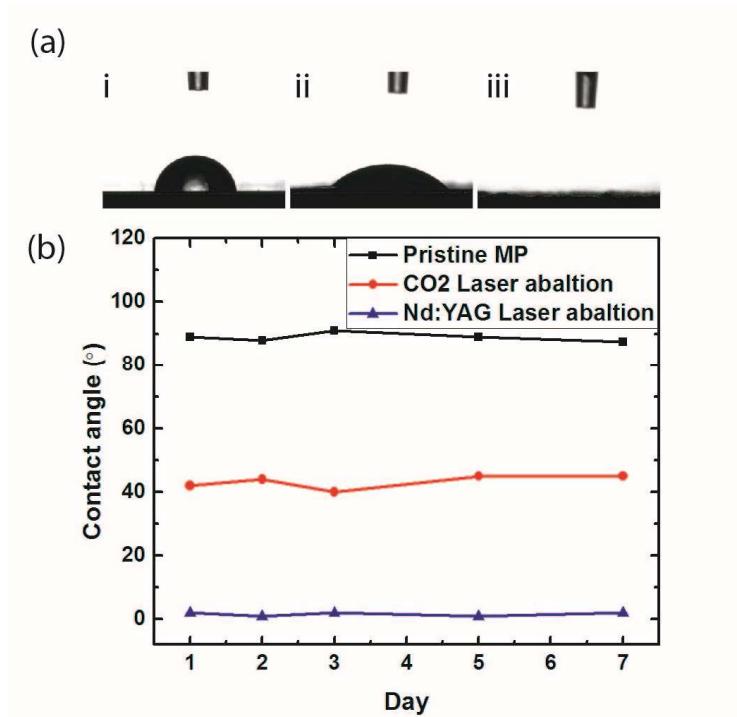 (a)
i ii iii
(b)
Pristine MP
CO2 Laser abaltion
Nd:YAG Laser abaltion
120
100
80
60
40
20
0
Contact angle (°)
1 2 3 4 5 6 7
Day